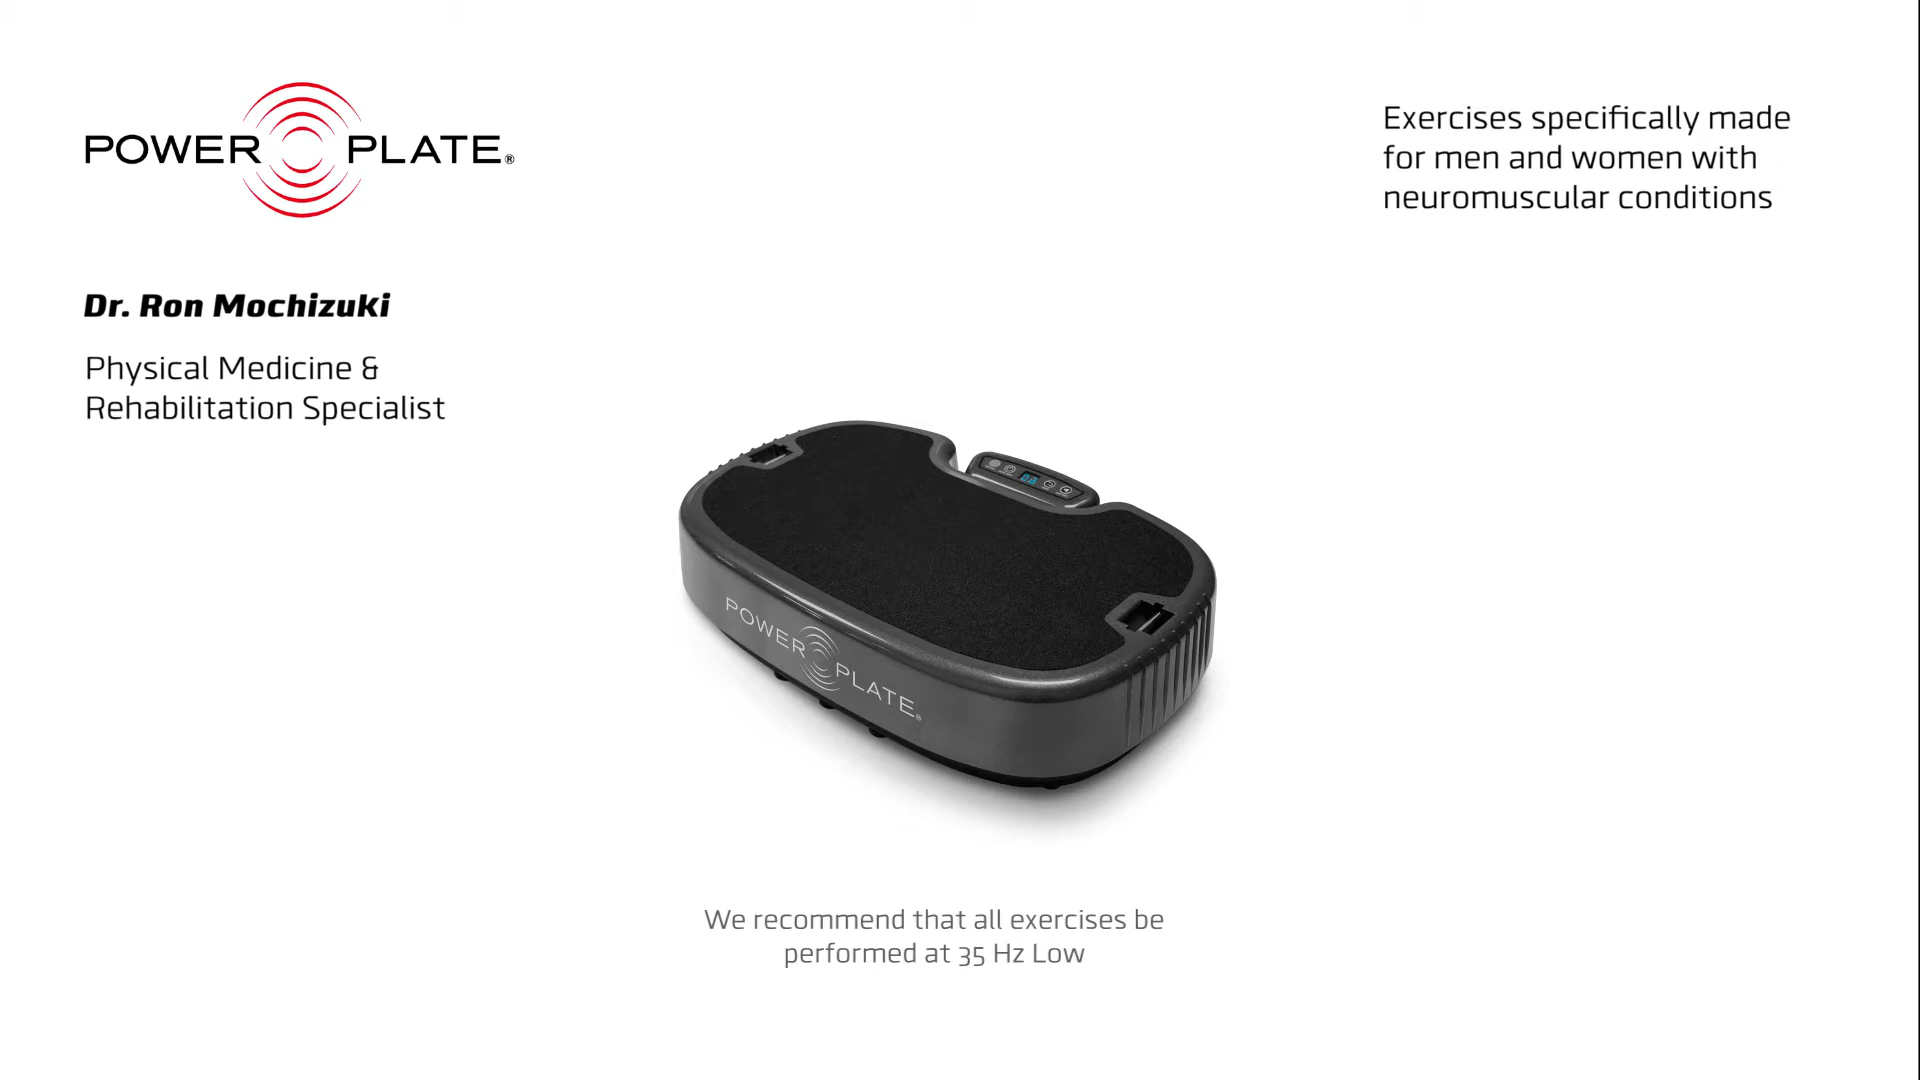 POWER PLATE®
Exercises specifically made
for men and women with
neuromuscular conditions
Dr. Ron Mochizuki
Physical Medicine &
Rehabilitation Specialist
POWER PLATE®
We recommend that all exercises be
performed at 35 Hz Low